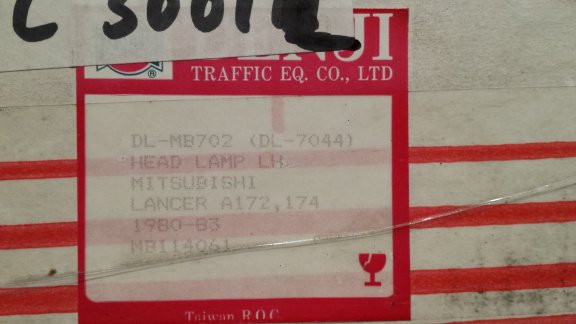 TRAFFIC EQ. CO., LTD
DL-MB702 (DL-7044)
HEAD LAMP LH
MITSUBISHI
LANCER A172,174
1980-83
MB114061
Taiwan R.O.C.